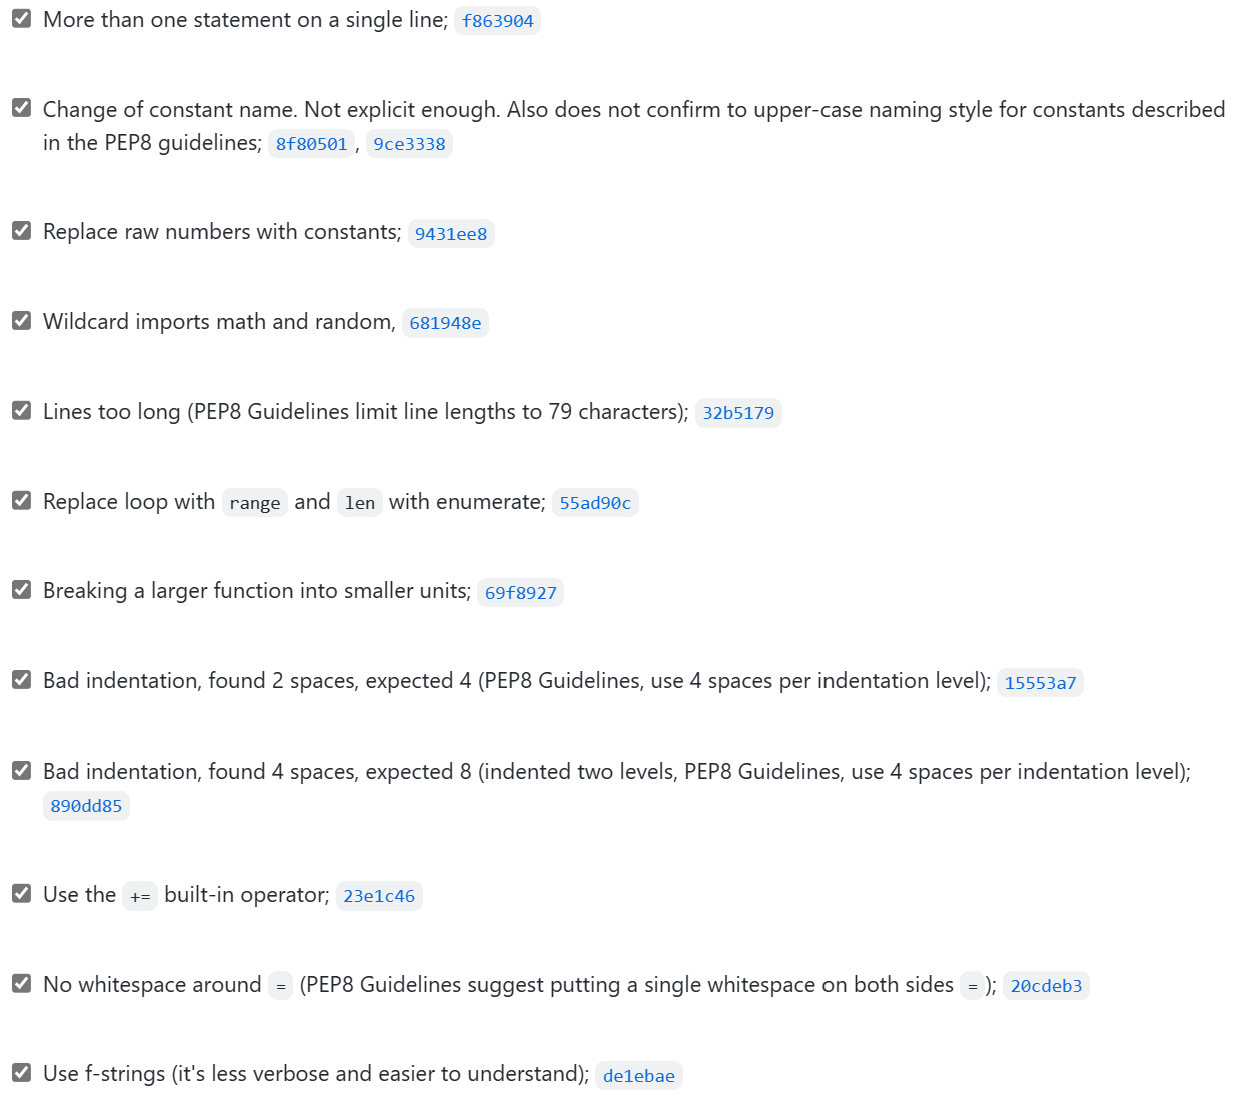 More than one statement on a single line; f863904
Change of constant name. Not explicit enough. Also does not confirm to upper-case naming style for constants described
in the PEP8 guidelines; 8f80501 , 9ce3338
Replace raw numbers with constants; 9431ee8
Wildcard imports math and random, 681948e
Lines too long (PEP8 Guidelines limit line lengths to 79 characters); 32b5179
Replace loop with range and len with enumerate; 55ad90c
Breaking a larger function into smaller units; 69f8927
Bad indentation, found 2 spaces, expected 4 (PEP8 Guidelines, use 4 spaces per indentation level); 15553a7
Bad indentation, found 4 spaces, expected 8 (indented two levels, PEP8 Guidelines, use 4 spaces per indentation level);
890dd85
Use the += built-in operator; 23e1c46
No whitespace around = (PEP8 Guidelines suggest putting a single whitespace on both sides = ); 20cdeb3
Use f-strings (it's less verbose and easier to understand); de1ebae